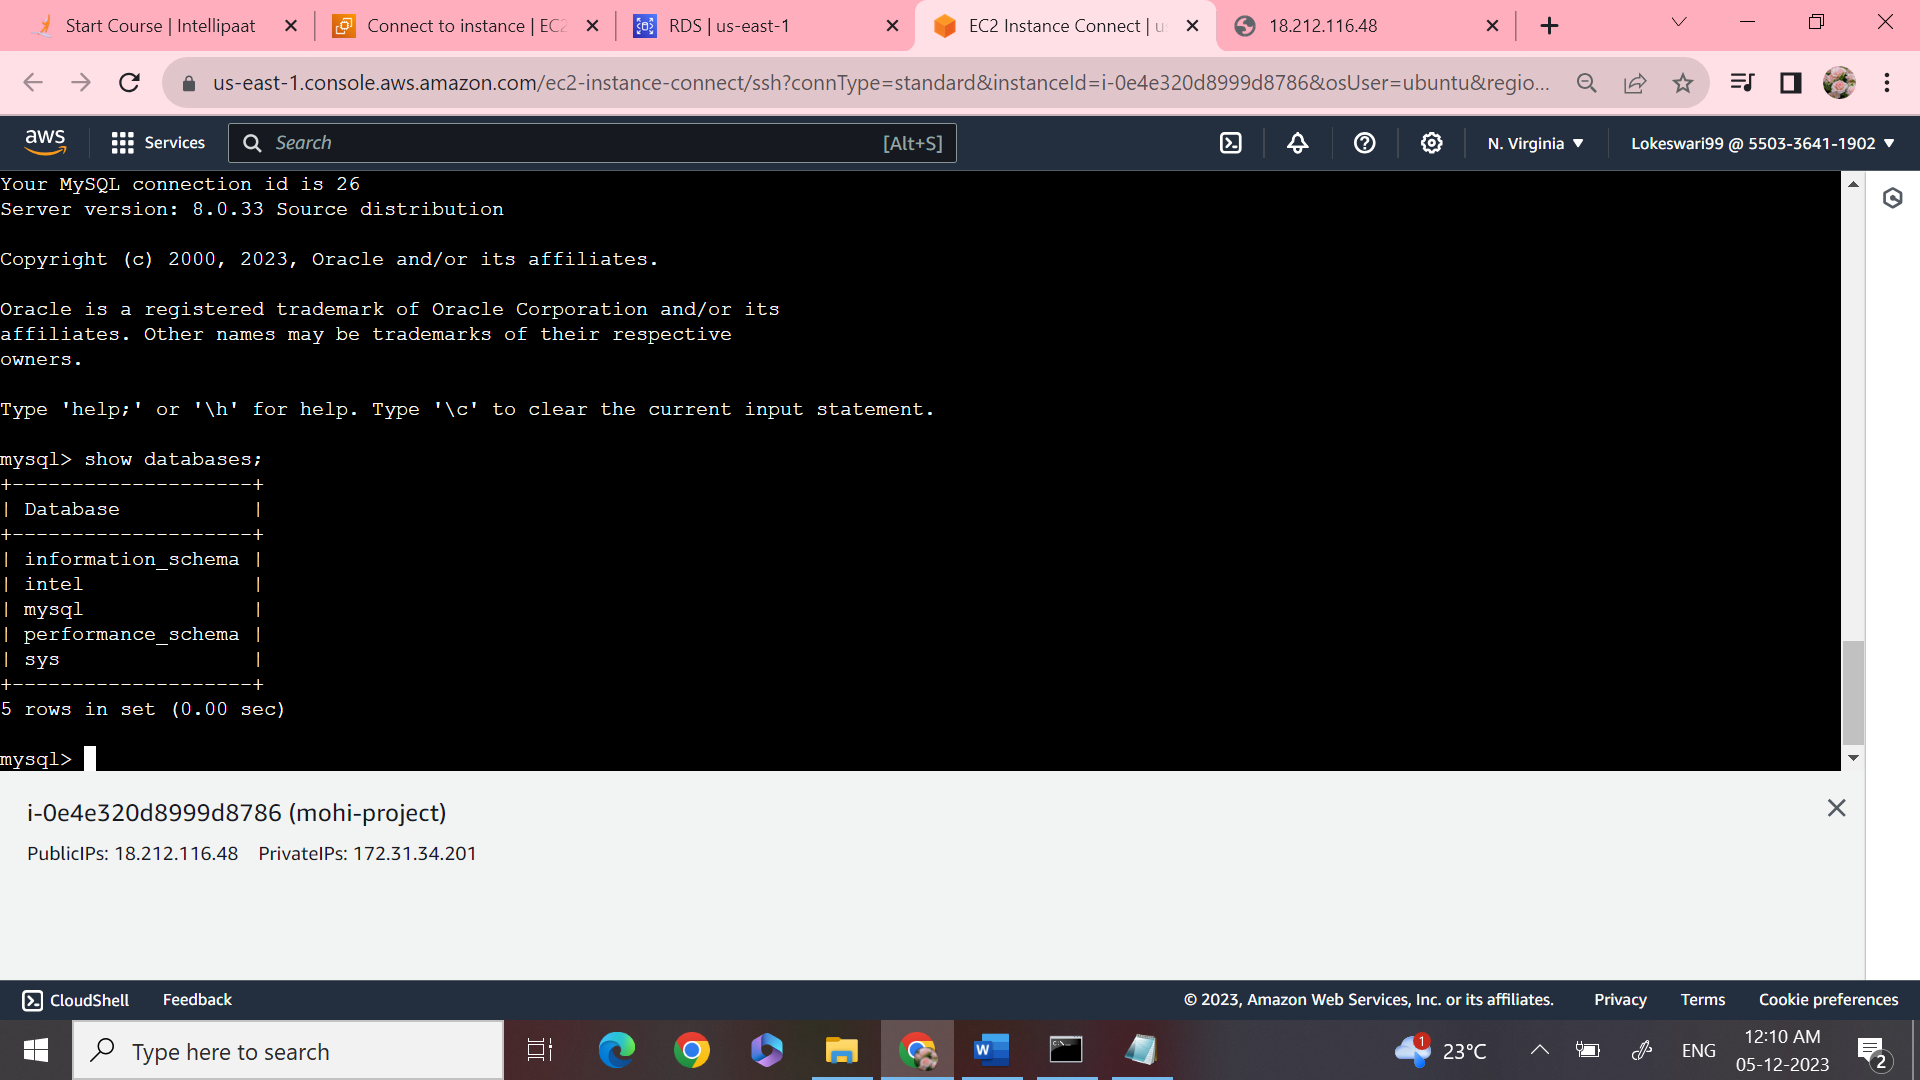 Start Course | Intellipaat
Connect to instance | EC2
RDS | us-east-1
EC2 Instance Connect | us
18.212.116.48
us-east-1.console.aws.amazon.com/ec2-instance-connect/ssh?connType=standard&instanceId=i-0e4e320d8999d8786&osUser=ubuntu&regio...
aws
Services
Search
[Alt+S]
N. Virginia
Lokeswari99 @ 5503-3641-1902
Your MySQL connection id is 26
Server version: 8.0.33 Source distribution
Copyright (c) 2000, 2023, Oracle and/or its affiliates.
Oracle is a registered trademark of Oracle Corporation and/or its
affiliates. Other names may be trademarks of their respective
owners.
Type 'help;' or '\h' for help. Type '\c' to clear the current input statement.
mysql> show databases;
+--------------------+
| Database           |
+--------------------+
| information_schema |
| intel              |
| mysql              |
| performance_schema |
| sys                |
+--------------------+
5 rows in set (0.00 sec)
mysql>
i-0e4e320d8999d8786 (mohi-project)
PublicIPs: 18.212.116.48 PrivateIPs: 172.31.34.201
CloudShell
Feedback
© 2023, Amazon Web Services, Inc. or its affiliates.
Privacy
Terms
Cookie preferences
Type here to search
1
23°C
ENG
12:10 AM
05-12-2023
2